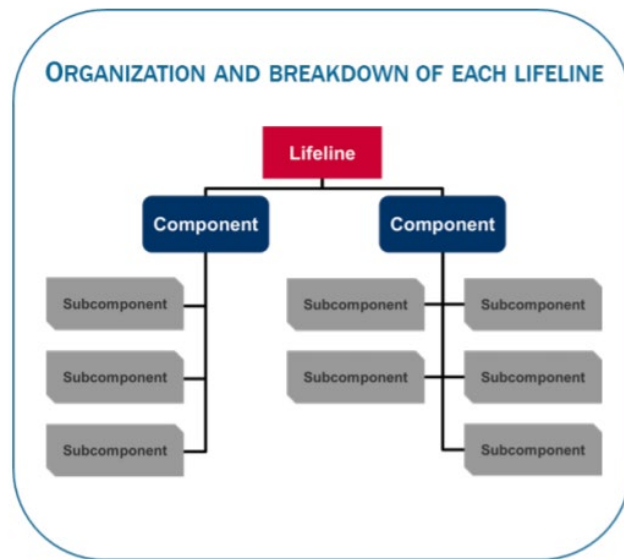 ORGANIZATION AND BREAKDOWN OF EACH LIFELINE
Lifeline
Component Component
Subcomponent Subcomponent Subcomponent
Subcomponent Subcomponent Subcomponent
Subcomponent Subcomponent